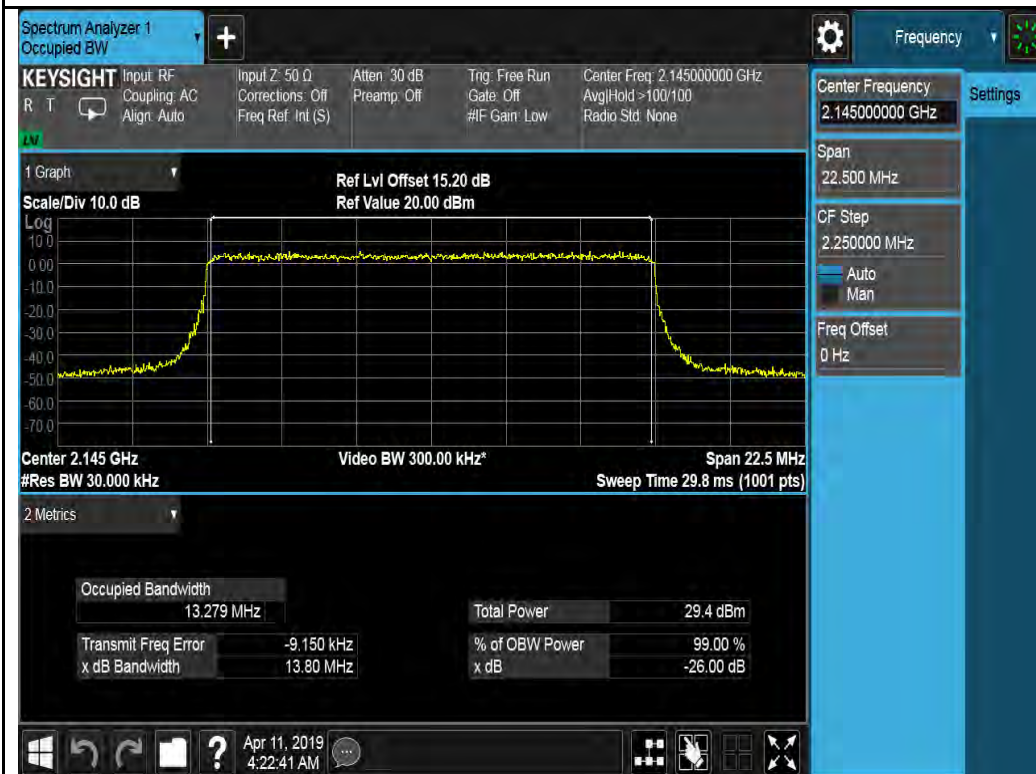 Spectrum Analyzer 1
Occupied BW
+
Frequency
KEYSIGHT
R T
LXI
Input: RF
Coupling: AC
Align: Auto
Input Z: 50 Ω
Corrections: Off
Freq Ref: Int (S)
Atten: 30 dB
Preamp: Off
Trig: Free Run
Gate: Off
#IF Gain: Low
Center Freq: 2.145000000 GHz
Avg|Hold >100/100
Radio Std: None
Center Frequency
2.145000000 GHz
Settings
Span
22.500 MHz
CF Step
2.250000 MHz
Auto
Man
Freq Offset
0 Hz
1 Graph
Scale/Div 10.0 dB
Ref Lvl Offset 15.20 dB
Ref Value 20.00 dBm
Log
10.0
0.00
-10.0
-20.0
-30.0
-40.0
-50.0
-60.0
-70.0
Center 2.145 GHz
#Res BW 30.000 kHz
Video BW 300.00 kHz*
Span 22.5 MHz
Sweep Time 29.8 ms (1001 pts)
2 Metrics
Occupied Bandwidth
13.279 MHz
Total Power 29.4 dBm
Transmit Freq Error -9.150 kHz
% of OBW Power 99.00 %
x dB Bandwidth 13.80 MHz
x dB -26.00 dB
?
Apr 11, 2019
4:22:41 AM